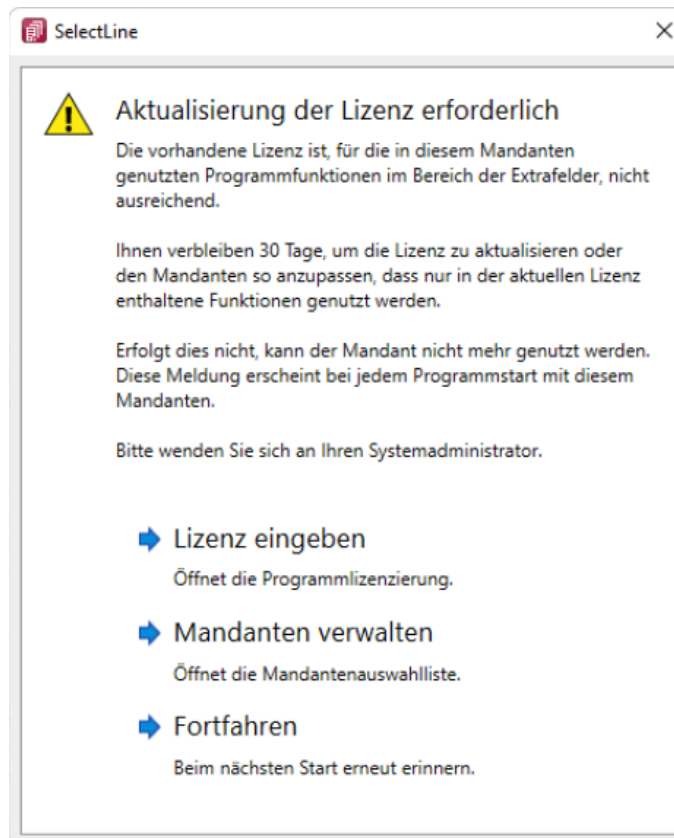 SelectLine
Aktualisierung der Lizenz erforderlich
Die vorhandene Lizenz ist, für die in diesem Mandanten
genutzten Programmfunktionen im Bereich der Extrafelder, nicht
ausreichend.
Ihnen verbleiben 30 Tage, um die Lizenz zu aktualisieren oder
den Mandanten so anzupassen, dass nur in der aktuellen Lizenz
enthaltene Funktionen genutzt werden.
Erfolgt dies nicht, kann der Mandant nicht mehr genutzt werden.
Diese Meldung erscheint bei jedem Programmstart mit diesem
Mandanten.
Bitte wenden Sie sich an Ihren Systemadministrator.
Lizenz eingeben
Öffnet die Programmlizenzierung.
Mandanten verwalten
Öffnet die Mandantenauswahlliste.
Fortfahren
Beim nächsten Start erneut erinnern.